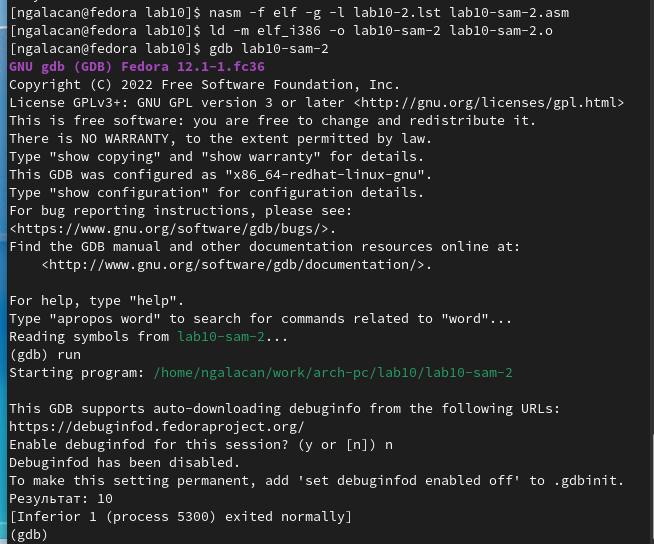 [ngalacan@fedora lab10]$ nasm -f elf -g -l lab10-2.lst lab10-sam-2.asm
[ngalacan@fedora lab10]$ ld -m elf_i386 -o lab10-sam-2 lab10-sam-2.o
[ngalacan@fedora lab10]$ gdb lab10-sam-2
GNU gdb (GDB) Fedora 12.1-1.fc36
Copyright (C) 2022 Free Software Foundation, Inc.
License GPLv3+: GNU GPL version 3 or later <http://gnu.org/licenses/gpl.html>
This is free software: you are free to change and redistribute it.
There is NO WARRANTY, to the extent permitted by law.
Type "show copying" and "show warranty" for details.
This GDB was configured as "x86_64-redhat-linux-gnu".
Type "show configuration" for configuration details.
For bug reporting instructions, please see:
<https://www.gnu.org/software/gdb/bugs/>.
Find the GDB manual and other documentation resources online at:
    <http://www.gnu.org/software/gdb/documentation/>.

For help, type "help".
Type "apropos word" to search for commands related to "word"...
Reading symbols from lab10-sam-2...
(gdb) run
Starting program: /home/ngalacan/work/arch-pc/lab10/lab10-sam-2

This GDB supports auto-downloading debuginfo from the following URLs:
https://debuginfod.fedoraproject.org/
Enable debuginfod for this session? (y or [n]) n
Debuginfod has been disabled.
To make this setting permanent, add 'set debuginfod enabled off' to .gdbinit.
Результат: 10
[Inferior 1 (process 5300) exited normally]
(gdb)